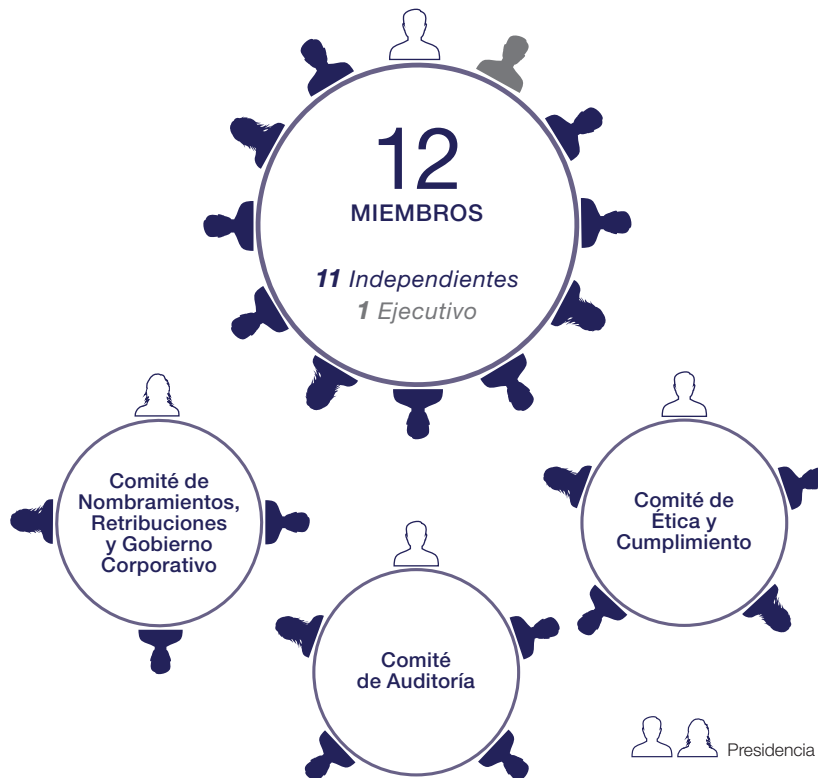 12
MIEMBROS
11 Independientes
1 Ejecutivo
Comité de
Nombramientos,
Retribuciones
y Gobierno
Corporativo
Comité de
Ética y
Cumplimiento
Comité
de Auditoría
Presidencia